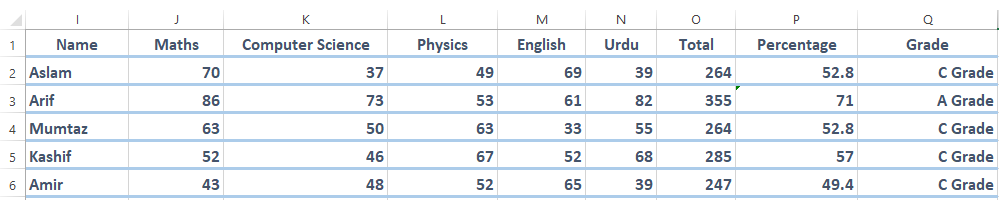 I J K L M N O P Q
1 Name Maths Computer Science Physics English Urdu Total Percentage Grade
2 Aslam 70 37 49 69 39 264 52.8 C Grade
3 Arif 86 73 53 61 82 355 71 A Grade
4 Mumtaz 63 50 63 33 55 264 52.8 C Grade
5 Kashif 52 46 67 52 68 285 57 C Grade
6 Amir 43 48 52 65 39 247 49.4 C Grade